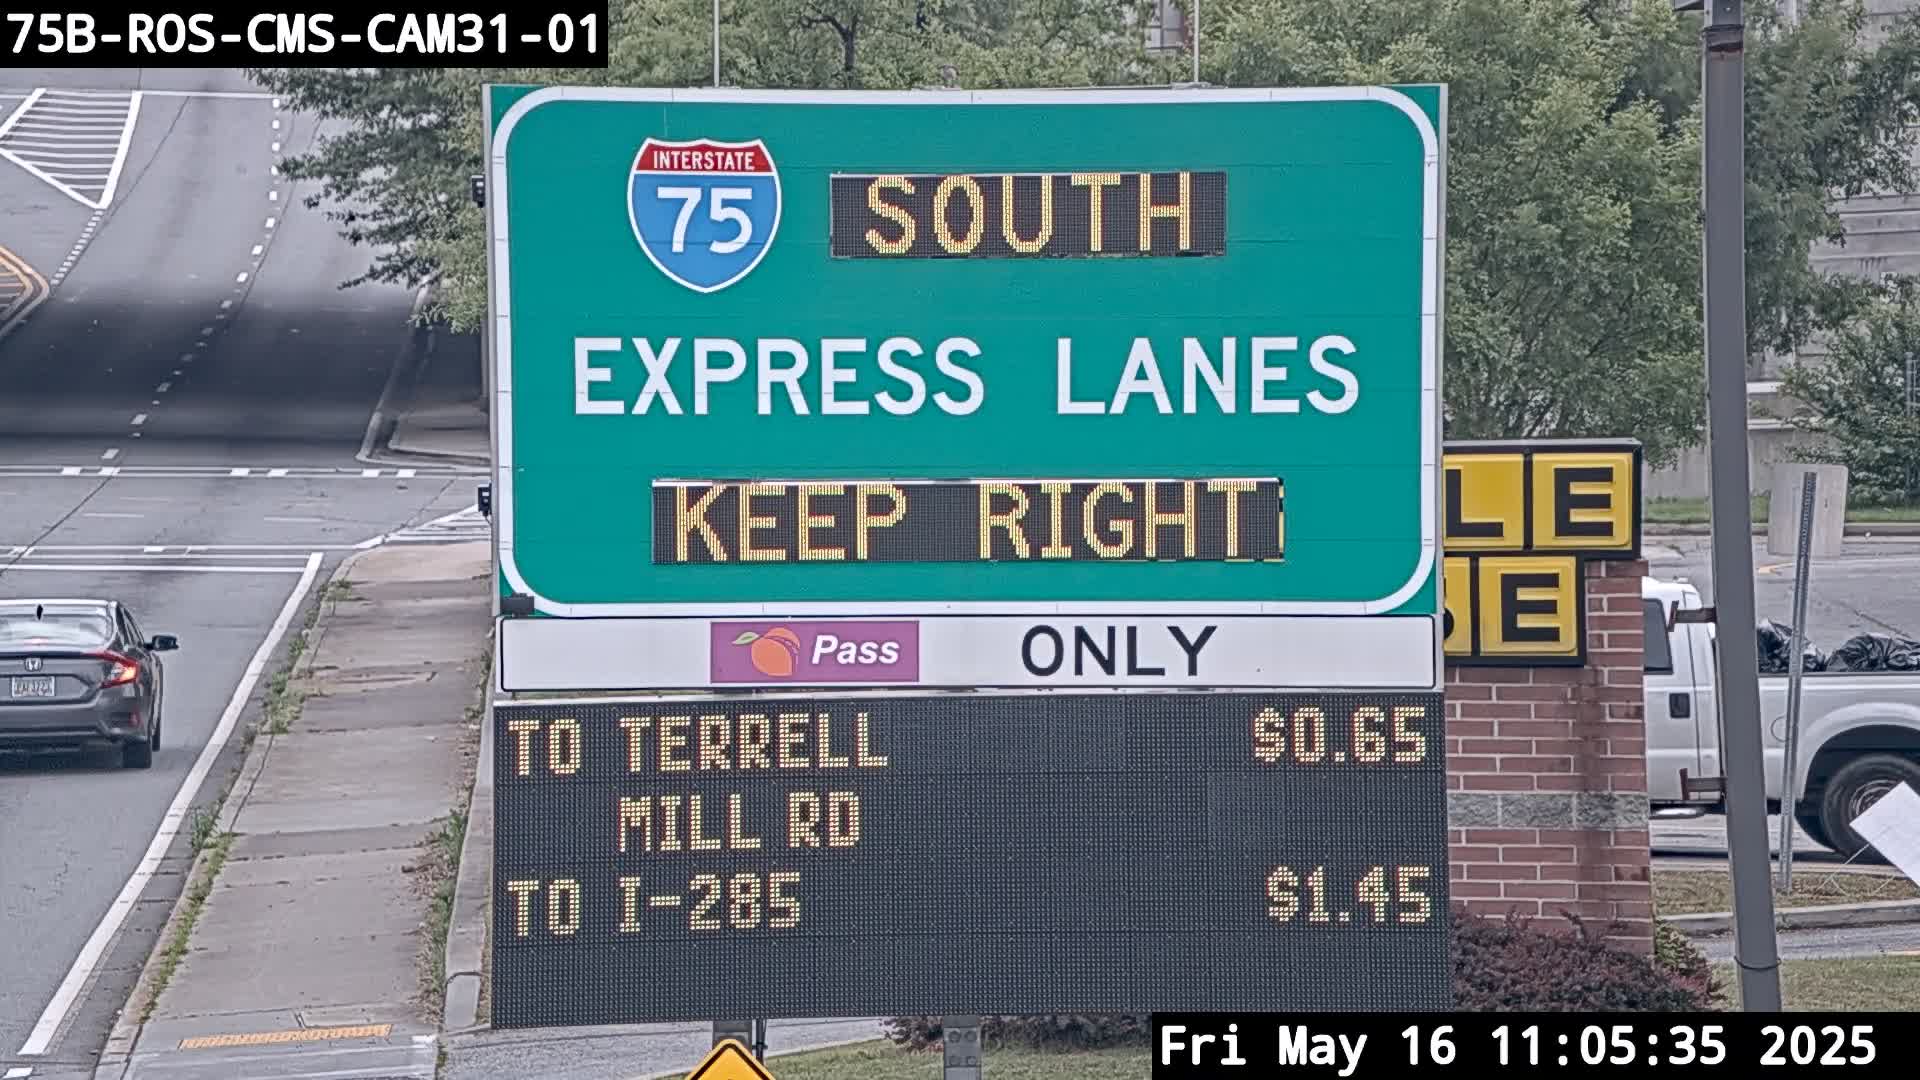 75B-ROS-CMS-CAM31-01
INTERSTATE
75
SOUTH
EXPRESS LANES
KEEP RIGHT
Pass ONLY
TO TERRELL $0.65
MILL RD
TO I-285 $1.45
LE
E
Fri May 16 11:05:35 2025